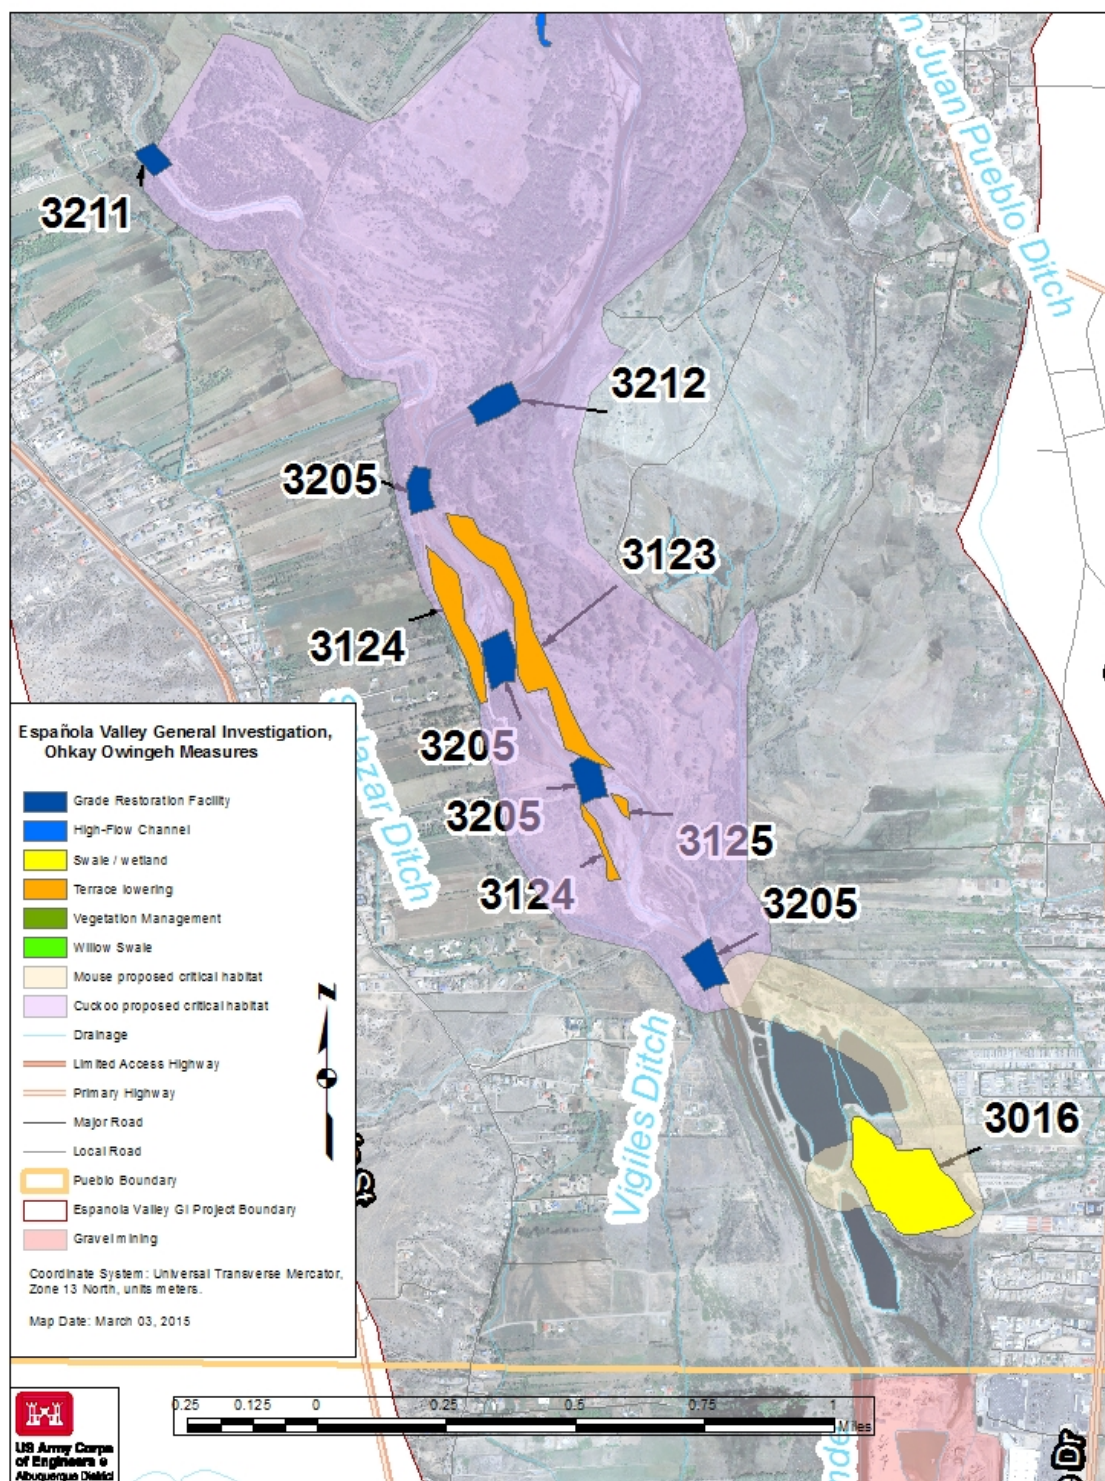 n Juan Pueblo Ditch
3211
3212
3205
3123
3124
3205
3205
3125
3124
3205
3016
Vigiles Ditch
Ditch
Española Valley General Investigation,
Ohkay Owingeh Measures
Grade Restoration Facility
High-Flow Channel
Swale / wetland
Terrace lowering
Vegetation Management
Willow Swale
Mouse proposed critical habitat
Cuckoo proposed critical habitat
Drainage
Limited Access Highway
Primary Highway
Major Road
Local Road
Pueblo Boundary
Espanola Valley GI Project Boundary
Gravel mining
Coordinate System: Universal Transverse Mercator,
Zone 13 North, units meters.
Map Date: March 03, 2015
N
St
0.25 0.125 0 0.25 0.5 0.75 1
Miles
US Army Corps
of Engineers ®
Albuquerque District
Dr